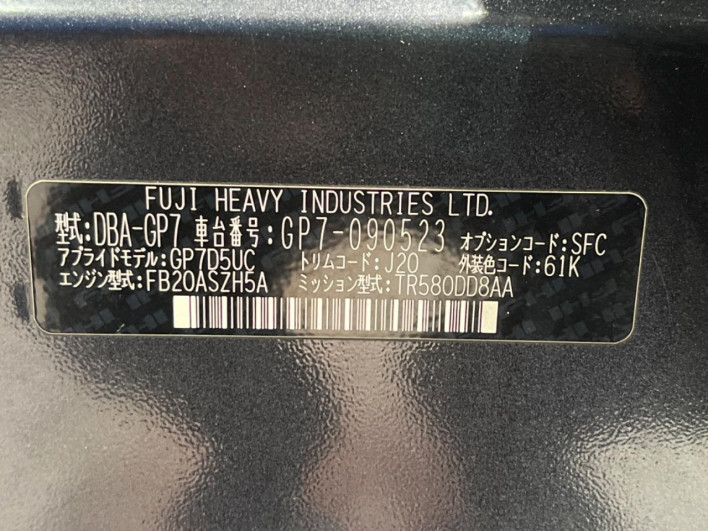 FUJI HEAVY INDUSTRIES LTD.
型式:DBA-GP7 車台番号:GP7-090523 オプションコード:SFC
アプライドモデル:GP7D5UC トリムコード:J20 外装色コード:61K
エンジン型式:FB20ASZH5A ミッション型式:TR580DD8AA